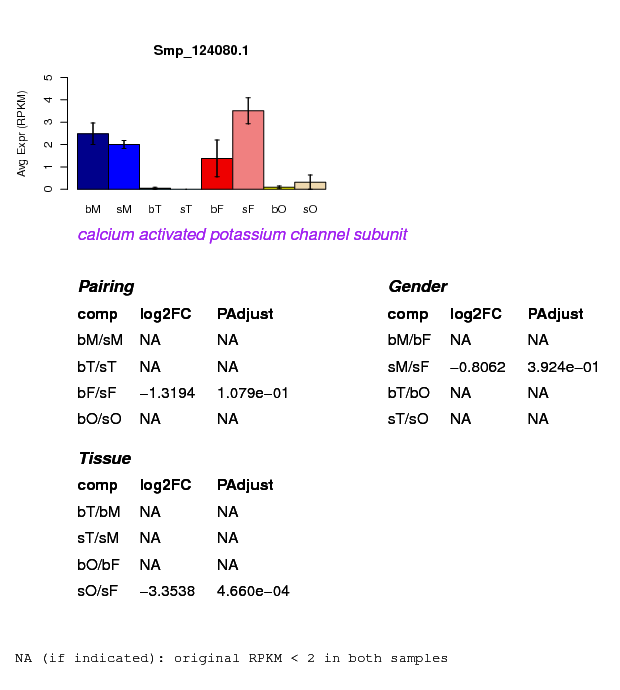 Smp_124080.1
Avg Expr (RPKM)
5
4
3
2
1
0
bM sM bT sT bF sF bO sO
calcium activated potassium channel subunit
Pairing
comp log2FC PAdjust
bM/sM NA NA
bT/sT NA NA
bF/sF −1.3194 1.079e−01
bO/sO NA NA
Gender
comp log2FC PAdjust
bM/bF NA NA
sM/sF −0.8062 3.924e−01
bT/bO NA NA
sT/sO NA NA
Tissue
comp log2FC PAdjust
bT/bM NA NA
sT/sM NA NA
bO/bF NA NA
sO/sF −3.3538 4.660e−04
NA (if indicated): original RPKM < 2 in both samples